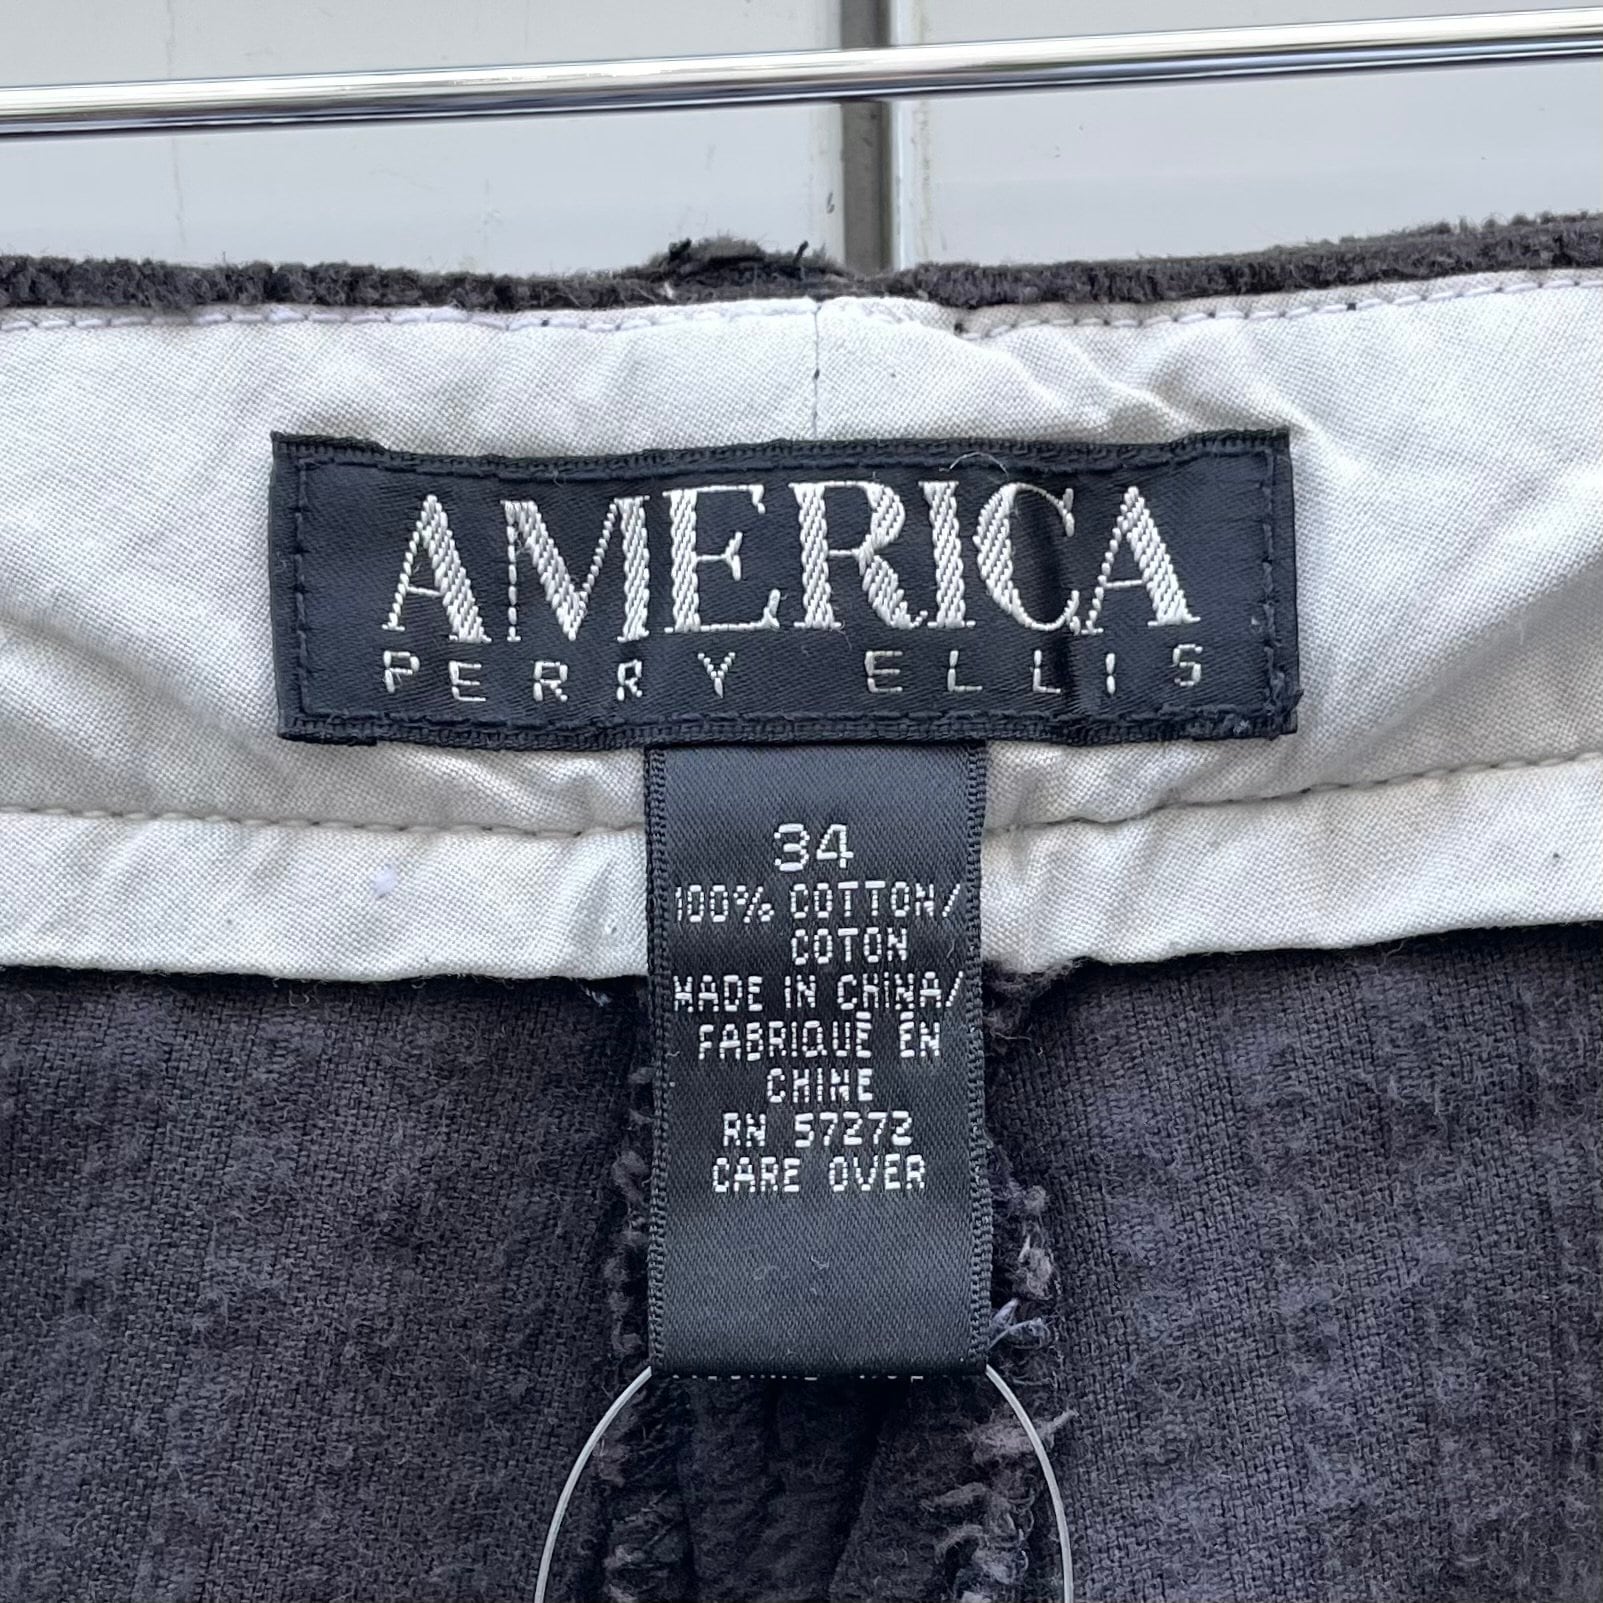 AMERICA
PERRY ELLIS
34
100% COTTON/
COTON
MADE IN CHINA/
FABRIQUÉ EN
CHINE
RN 57272
CARE OVER